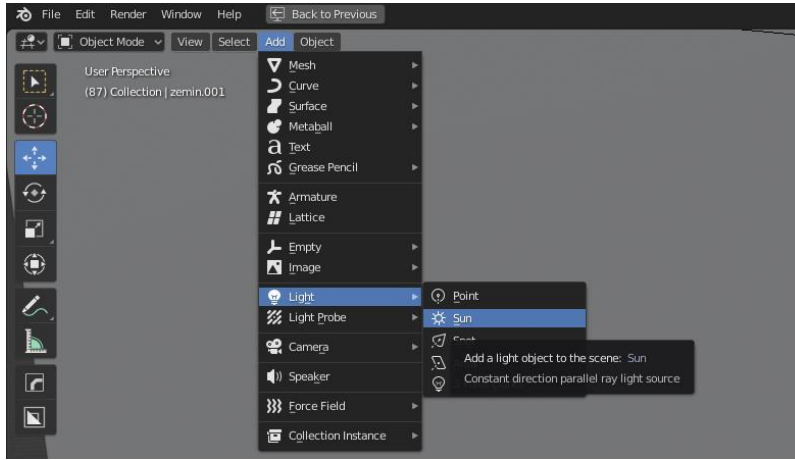 File Edit Render Window Help Back to Previous
Object Mode View Select Add Object
User Perspective
(87) Collection | zemin.001
Mesh
Curve
Surface
Metaball
Text
Grease Pencil
Armature
Lattice
Empty
Image
Light
Light Probe
Camera
Speaker
Force Field
Collection Instance
Point
Sun
Spot
Add a light object to the scene: Sun
Constant direction parallel ray light source